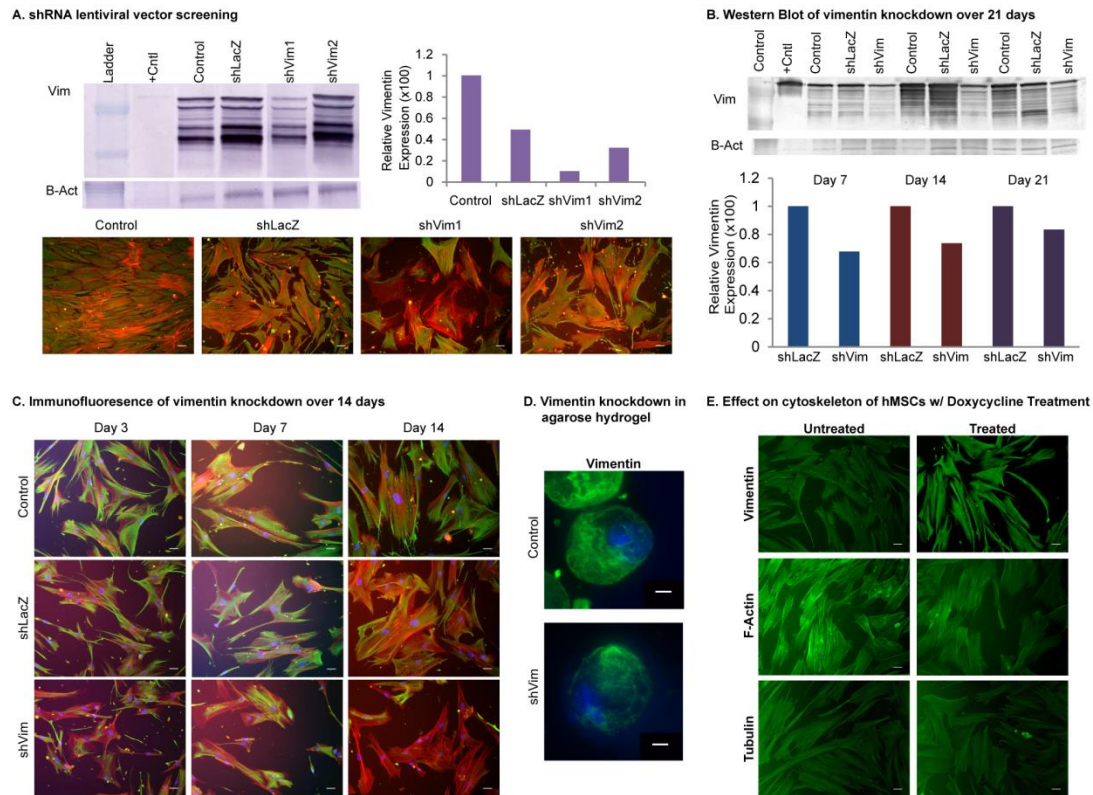 A. shRNA lentiviral vector screening
Ladder
+Cntl
Control
shLacZ
shVim1
shVim2
Vim
B-Act
Relative Vimentin
Expression (x100)
1.2
1
0.8
0.6
0.4
0.2
0
Control shLacZ shVim1 shVim2
Control shLacZ shVim1 shVim2
B. Western Blot of vimentin knockdown over 21 days
Control
+Cntl
Control
shLacZ
shVim
Control
shLacZ
shVim
Control
shLacZ
shVim
Vim
B-Act
Day 7 Day 14 Day 21
Relative Vimentin
Expression (x100)
1.2
1
0.8
0.6
0.4
0.2
0
shLacZ shVim shLacZ shVim shLacZ shVim
C. Immunofluoresence of vimentin knockdown over 14 days
Day 3 Day 7 Day 14
Control
shLacZ
shVim
D. Vimentin knockdown in
agarose hydrogel
Vimentin
Control
shVim
E. Effect on cytoskeleton of hMSCs w/ Doxycycline Treatment
Untreated Treated
Vimentin
F-Actin
Tubulin